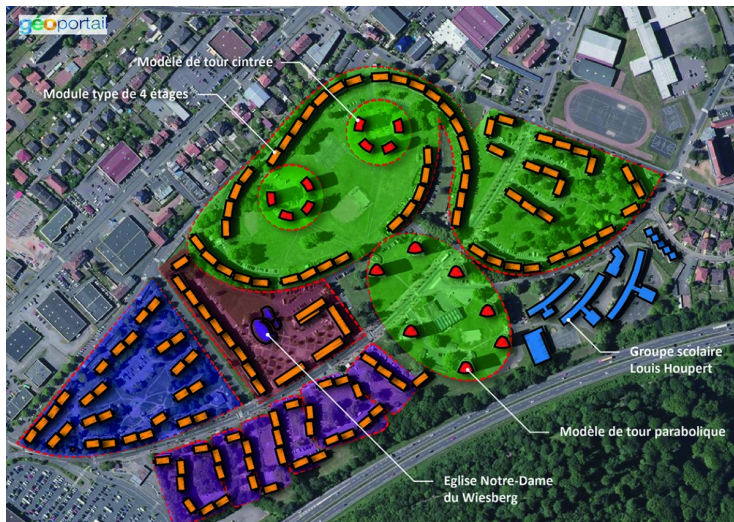 géoportail
Modèle de tour cintrée
Module type de 4 étages
Groupe scolaire
Louis Houpert
Modèle de tour parabolique
Eglise Notre-Dame
du Wiesberg